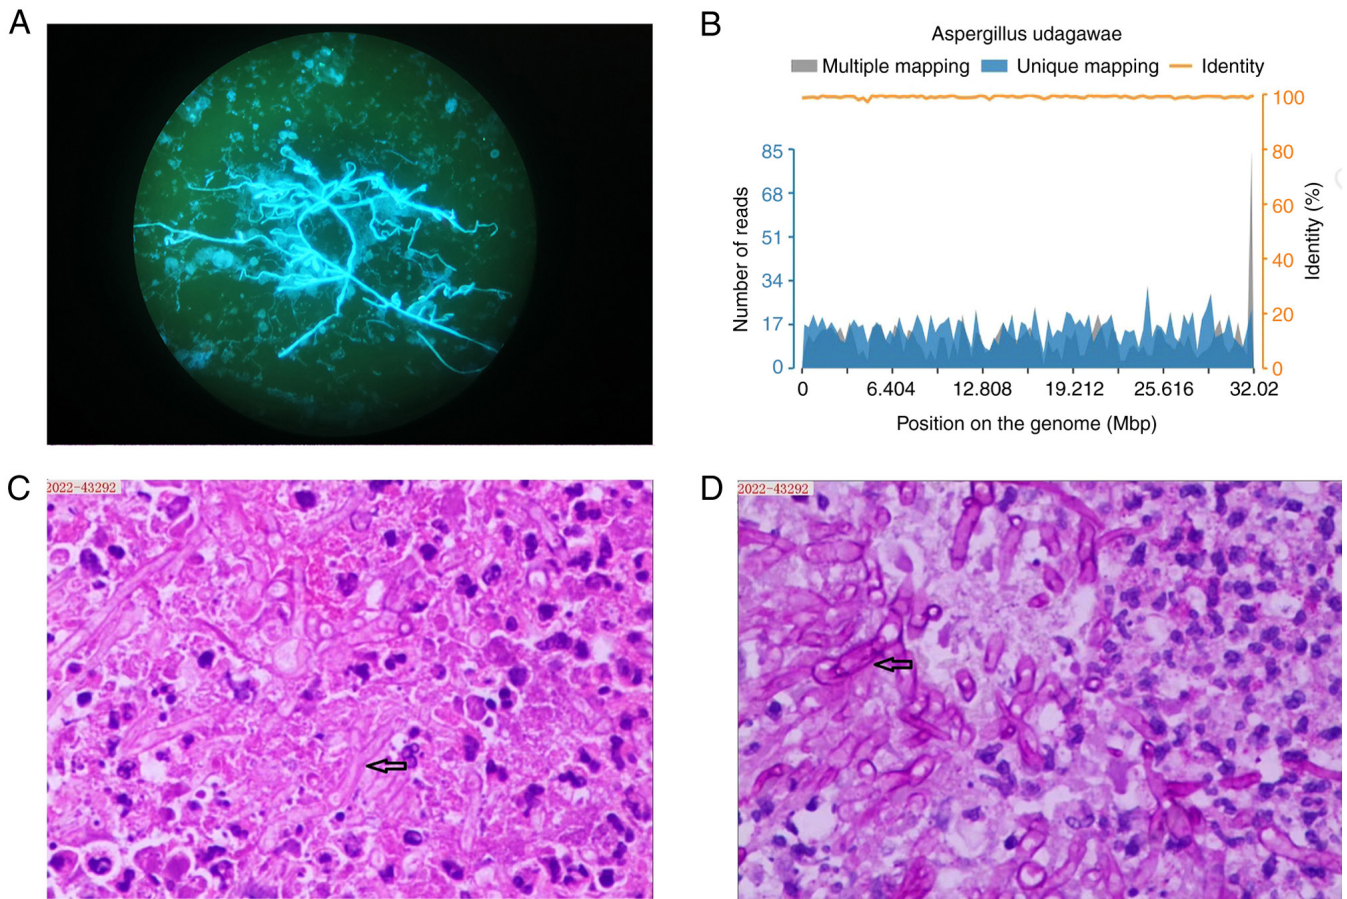 A
B
Aspergillus udagawae
Multiple mapping Unique mapping Identity
100
85
80
68
60
51
40
34
20
17
0
0
Number of reads
Identity (%)
0 6.404 12.808 19.212 25.616 32.02
Position on the genome (Mbp)
C
2022-43292
D
2022-43292